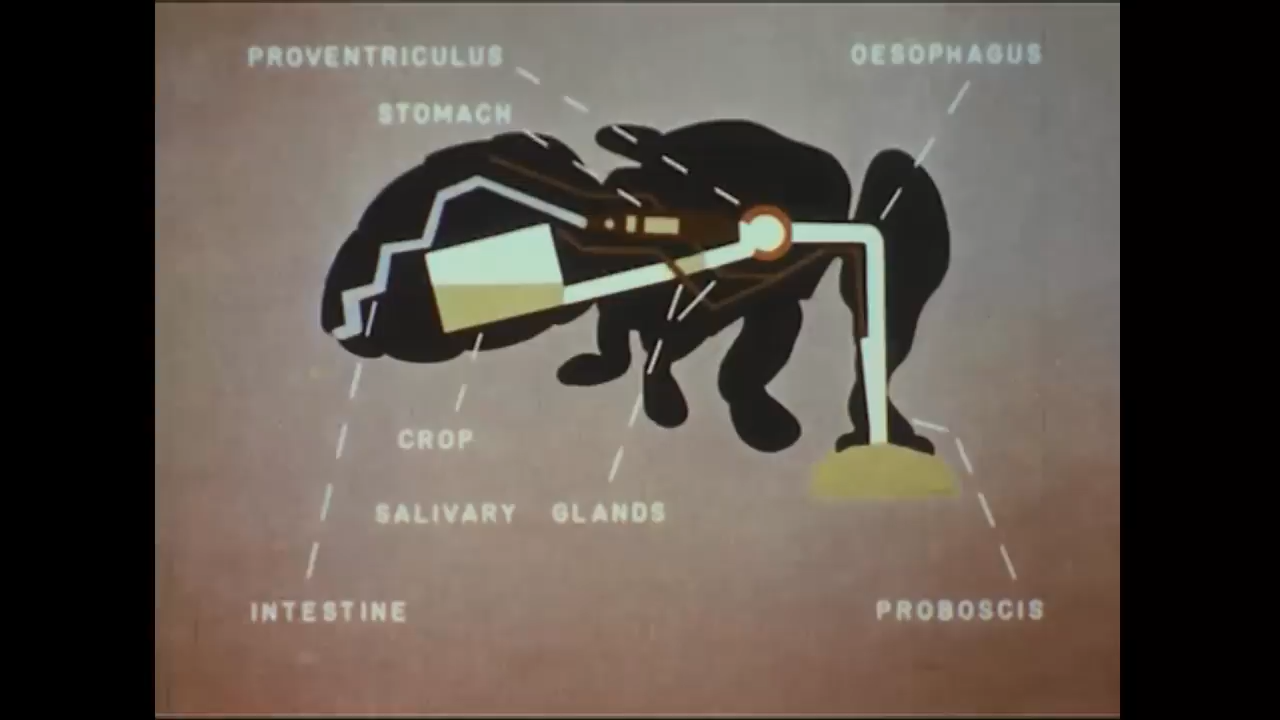 PROVENTRICULUS
OESOPHAGUS
STOMACH
CROP
SALIVARY GLANDS
INTESTINE
PROBOSCIS